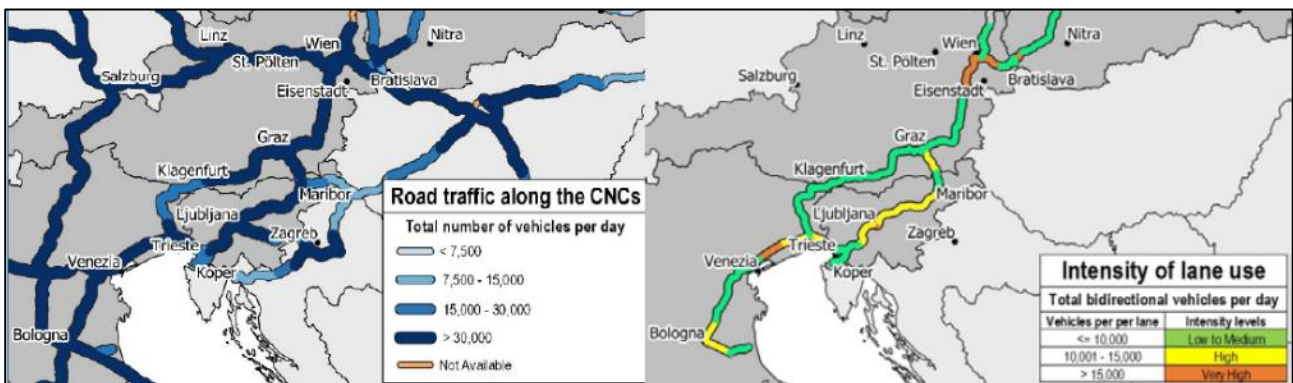 Linz
Wien
Nitra
St. Pölten
Salzburg
Bratislava
Eisenstadt
Graz
Klagenfurt
Maribor
Ljubljana
Zagreb
Trieste
Venezia
Koper
Bologna
Road traffic along the CNCs
Total number of vehicles per day
< 7,500
7,500 - 15,000
15,000 - 30,000
> 30,000
Not Available
Linz
Wien
Nitra
St. Pölten
Salzburg
Bratislava
Eisenstadt
Graz
Klagenfurt
Maribor
Ljubljana
Zagreb
Trieste
Venezia
Koper
Bologna
Intensity of lane use
Total bidirectional vehicles per day
Vehicles per per lane Intensity levels
<= 10,000 Low to Medium
10,001 - 15,000 High
> 15,000 Very High